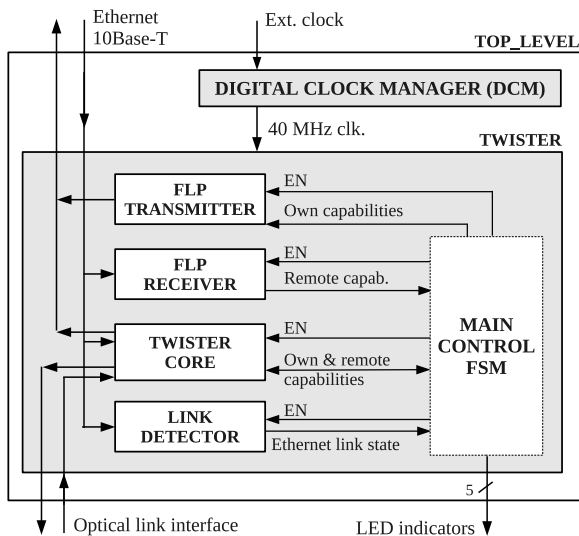 Ethernet
10Base-T
Ext. clock
TOP_LEVEL
DIGITAL CLOCK MANAGER (DCM)
40 MHz clk.
TWISTER
FLP
TRANSMITTER
EN
Own capabilities
FLP
RECEIVER
EN
Remote capab.
TWISTER
CORE
EN
Own & remote
capabilities
MAIN
CONTROL
FSM
LINK
DETECTOR
EN
Ethernet link state
5
Optical link interface
LED indicators